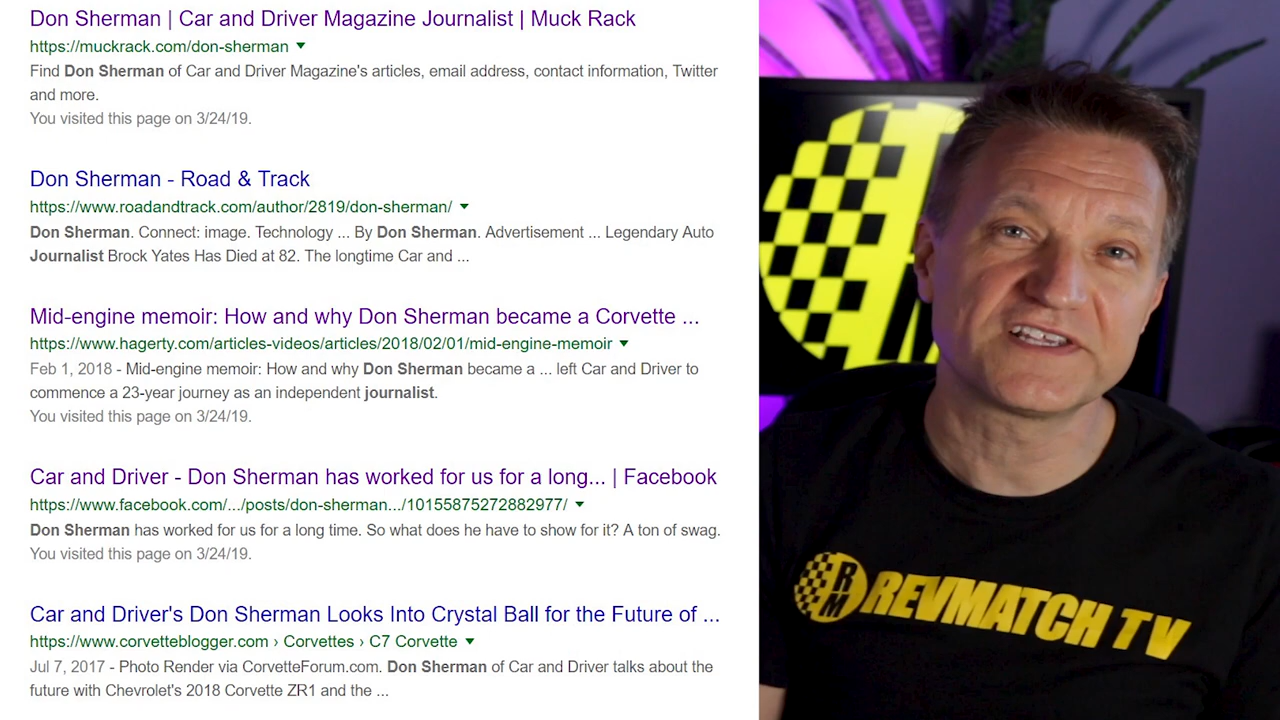 Don Sherman | Car and Driver Magazine Journalist | Muck Rack
https://muckrack.com/don-sherman
Find Don Sherman of Car and Driver Magazine's articles, email address, contact information, Twitter
and more.
You visited this page on 3/24/19.
Don Sherman - Road & Track
https://www.roadandtrack.com/author/2819/don-sherman/
Don Sherman. Connect: image. Technology ... By Don Sherman. Advertisement ... Legendary Auto
Journalist Brock Yates Has Died at 82. The longtime Car and ...
Mid-engine memoir: How and why Don Sherman became a Corvette ...
https://www.hagerty.com/articles-videos/articles/2018/02/01/mid-engine-memoir
Feb 1, 2018 - Mid-engine memoir: How and why Don Sherman became a ... left Car and Driver to
commence a 23-year journey as an independent journalist.
You visited this page on 3/24/19.
Car and Driver - Don Sherman has worked for us for a long... | Facebook
https://www.facebook.com/.../posts/don-sherman.../10155875272882977/
Don Sherman has worked for us for a long time. So what does he have to show for it? A ton of swag.
You visited this page on 3/24/19.
Car and Driver's Don Sherman Looks Into Crystal Ball for the Future of ...
https://www.corvetteblogger.com › Corvettes › C7 Corvette
Jul 7, 2017 - Photo Render via CorvetteForum.com. Don Sherman of Car and Driver talks about the
future with Chevrolet's 2018 Corvette ZR1 and the ...
RM REVMATCH TV